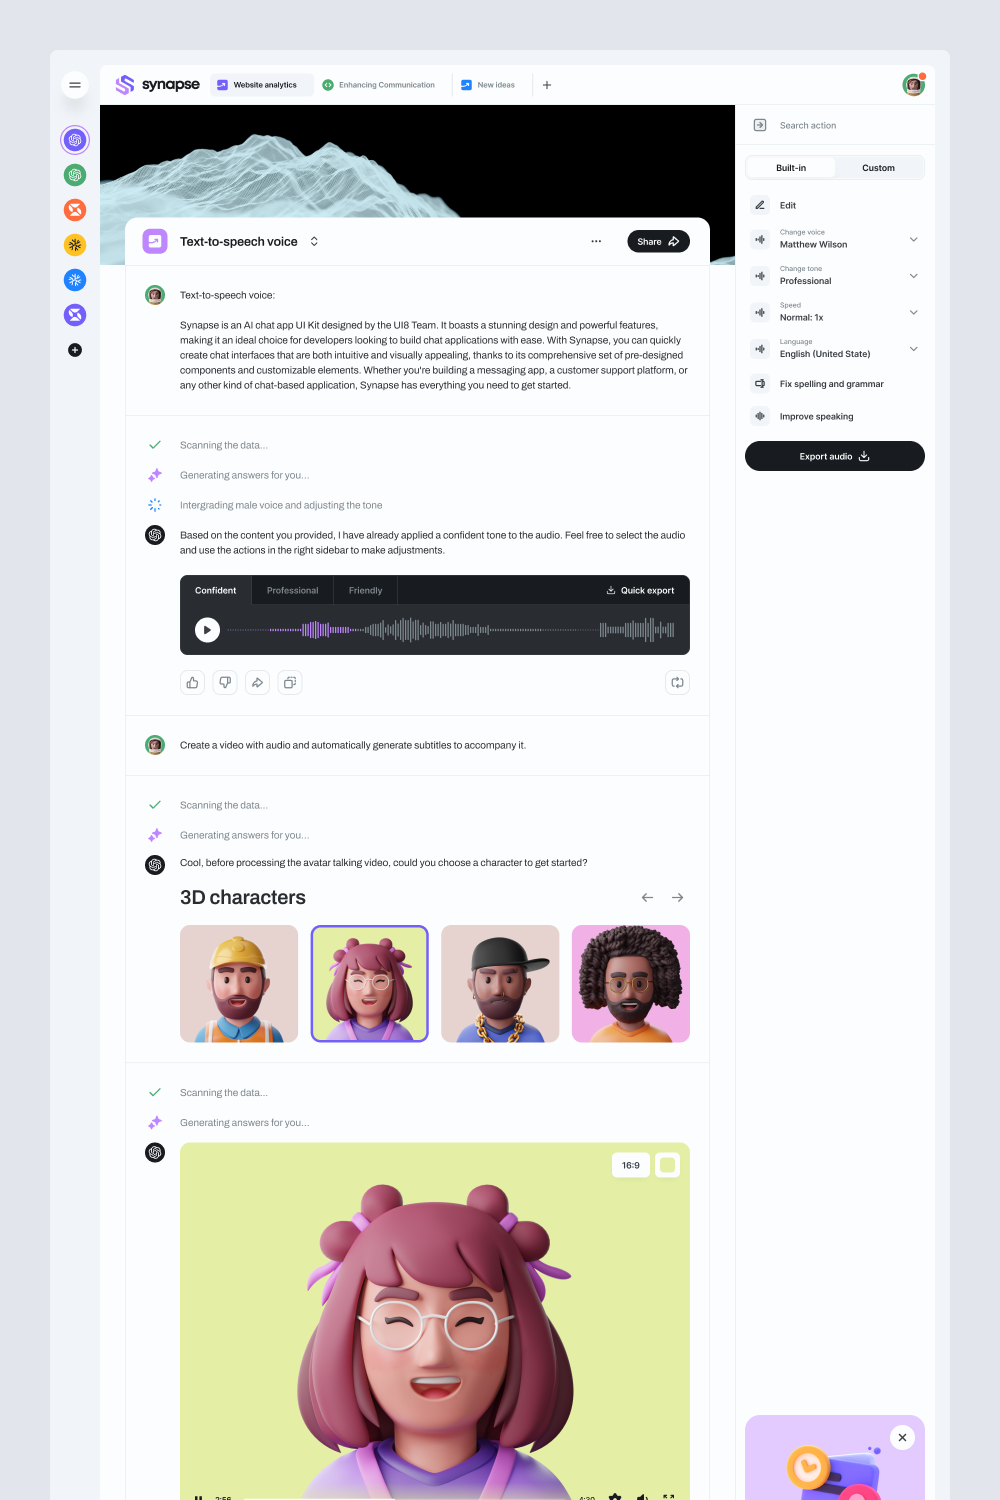 synapse
Website analytics
Enhancing Communication
New ideas
Search action
Built-in
Custom
Edit
Change voice
Matthew Wilson
Change tone
Professional
Speed
Normal: 1x
Language
English (United State)
Fix spelling and grammar
Improve speaking
Export audio
Text-to-speech voice
Share
Text-to-speech voice:
Synapse is an AI chat app UI Kit designed by the UI8 Team. It boasts a stunning design and powerful features,
making it an ideal choice for developers looking to build chat applications with ease. With Synapse, you can quickly
create chat interfaces that are both intuitive and visually appealing, thanks to its comprehensive set of pre-designed
components and customizable elements. Whether you're building a messaging app, a customer support platform, or
any other kind of chat-based application, Synapse has everything you need to get started.
Scanning the data...
Generating answers for you...
Intergrading male voice and adjusting the tone
Based on the content you provided, I have already applied a confident tone to the audio. Feel free to select the audio
and use the actions in the right sidebar to make adjustments.
Confident
Professional
Friendly
Quick export
Create a video with audio and automatically generate subtitles to accompany it.
Scanning the data...
Generating answers for you...
Cool, before processing the avatar talking video, could you choose a character to get started?
3D characters
Scanning the data...
Generating answers for you...
16:9